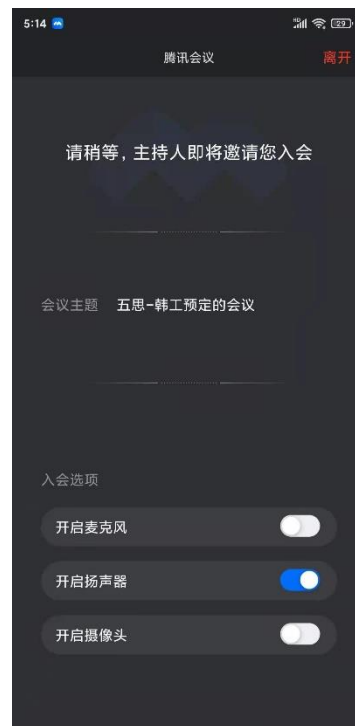 5:14
29
腾讯会议
离开
请稍等，主持人即将邀请您入会
会议主题 五思-韩工预定的会议
入会选项
开启麦克风
开启扬声器
开启摄像头